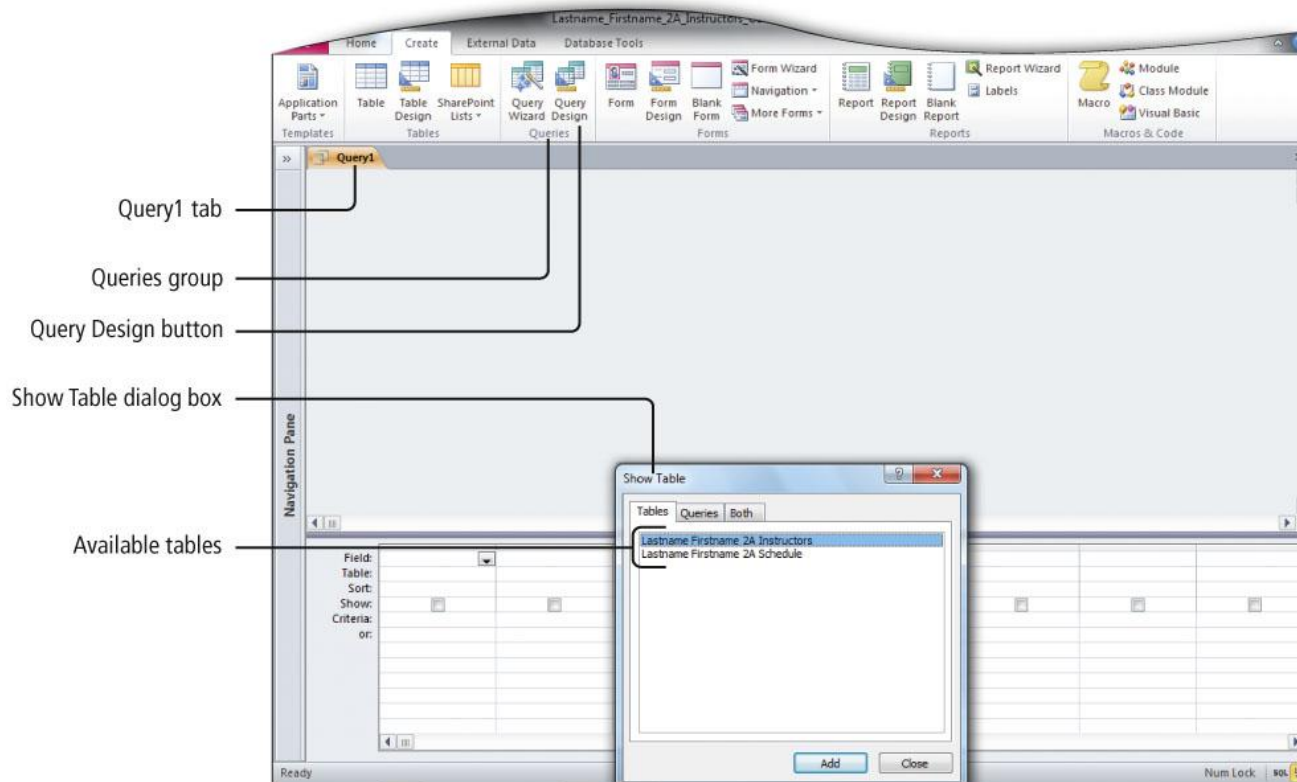 Lastname_Firstname_2A_Instructors_
Home Create External Data Database Tools
Application Parts
Table
Table Design
SharePoint Lists
Query Wizard
Query Design
Form
Form Design
Blank Form
Form Wizard
Navigation
More Forms
Report
Report Design
Blank Report
Report Wizard
Labels
Macro
Module
Class Module
Visual Basic
Templates Tables Queries Forms Reports Macros & Code
» Query1
Query1 tab
Queries group
Query Design button
Show Table dialog box
Available tables
Navigation Pane
Show Table
Tables Queries Both
Lastname Firstname 2A Instructors
Lastname Firstname 2A Schedule
Field:
Table:
Sort:
Show:
Criteria:
or:
Add Close
Ready Num Lock SQL